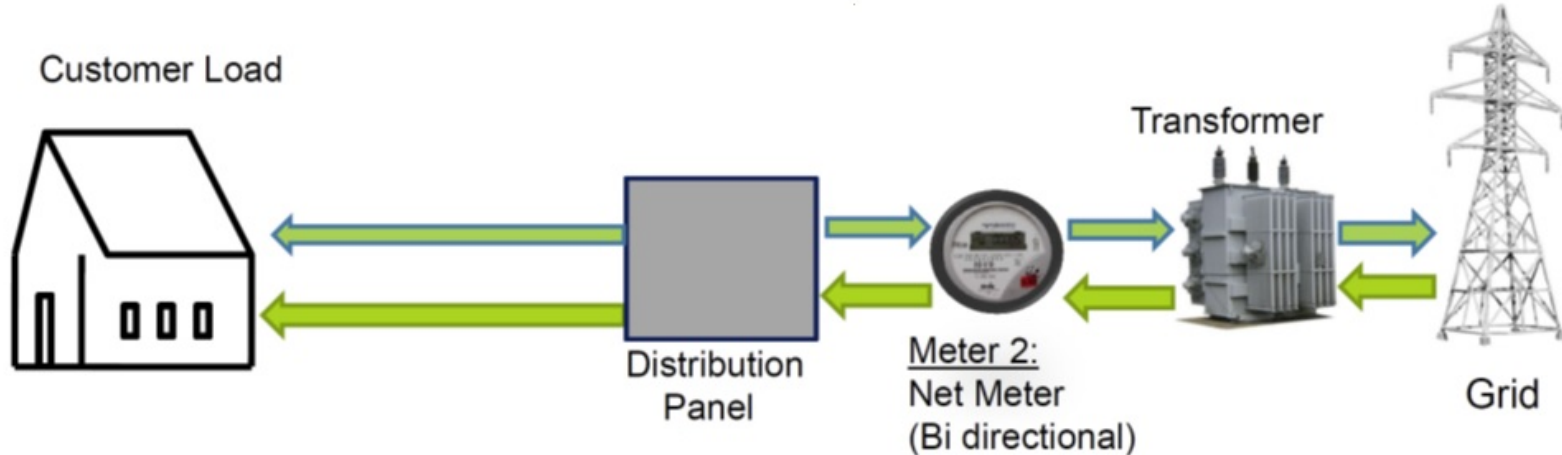 Customer Load
Transformer
Distribution
Panel
Meter 2:
Net Meter
(Bi directional)
Grid